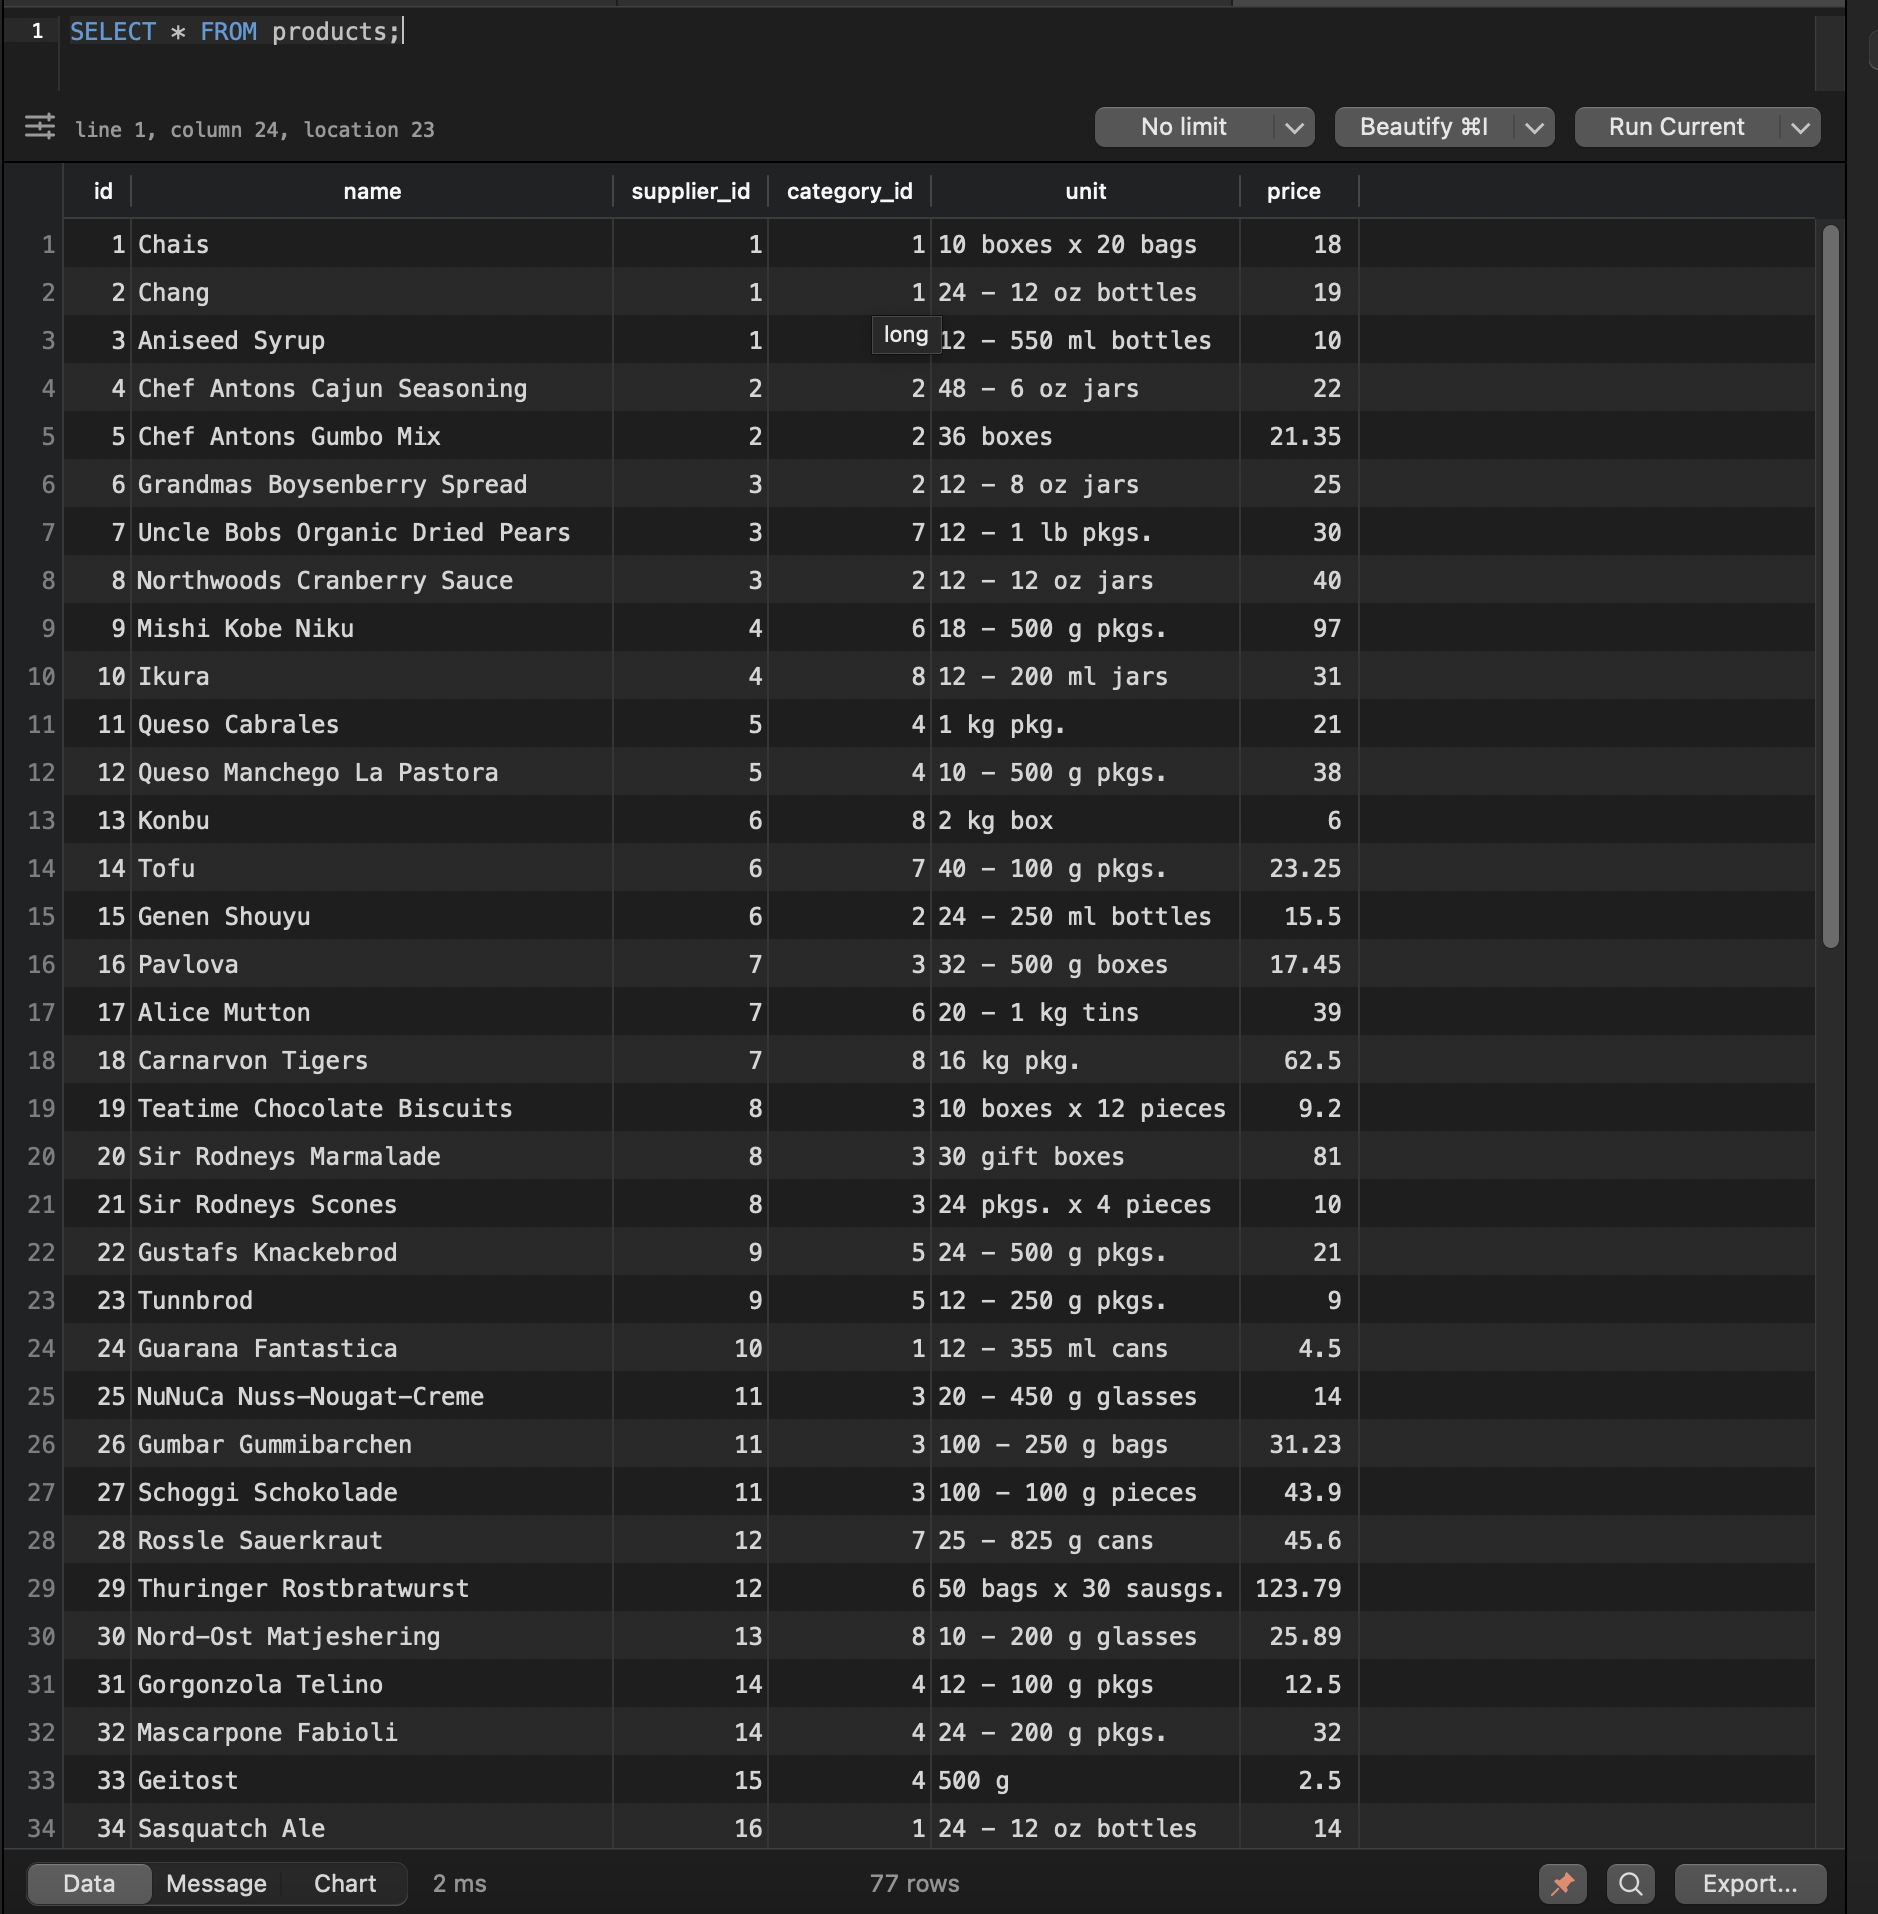 1 SELECT * FROM products;
line 1, column 24, location 23 No limit Beautify ⌘I Run Current
id name supplier_id category_id unit price
1 1 Chais 1 1 10 boxes x 20 bags 18
2 2 Chang 1 1 24 - 12 oz bottles 19
3 3 Aniseed Syrup 1 long 12 - 550 ml bottles 10
4 4 Chef Antons Cajun Seasoning 2 2 48 - 6 oz jars 22
5 5 Chef Antons Gumbo Mix 2 2 36 boxes 21.35
6 6 Grandmas Boysenberry Spread 3 2 12 - 8 oz jars 25
7 7 Uncle Bobs Organic Dried Pears 3 7 12 - 1 lb pkgs. 30
8 8 Northwoods Cranberry Sauce 3 2 12 - 12 oz jars 40
9 9 Mishi Kobe Niku 4 6 18 - 500 g pkgs. 97
10 10 Ikura 4 8 12 - 200 ml jars 31
11 11 Queso Cabrales 5 4 1 kg pkg. 21
12 12 Queso Manchego La Pastora 5 4 10 - 500 g pkgs. 38
13 13 Konbu 6 8 2 kg box 6
14 14 Tofu 6 7 40 - 100 g pkgs. 23.25
15 15 Genen Shouyu 6 2 24 - 250 ml bottles 15.5
16 16 Pavlova 7 3 32 - 500 g boxes 17.45
17 17 Alice Mutton 7 6 20 - 1 kg tins 39
18 18 Carnarvon Tigers 7 8 16 kg pkg. 62.5
19 19 Teatime Chocolate Biscuits 8 3 10 boxes x 12 pieces 9.2
20 20 Sir Rodneys Marmalade 8 3 30 gift boxes 81
21 21 Sir Rodneys Scones 8 3 24 pkgs. x 4 pieces 10
22 22 Gustafs Knackebrod 9 5 24 - 500 g pkgs. 21
23 23 Tunnbrod 9 5 12 - 250 g pkgs. 9
24 24 Guarana Fantastica 10 1 12 - 355 ml cans 4.5
25 25 NuNuCa Nuss-Nougat-Creme 11 3 20 - 450 g glasses 14
26 26 Gumbar Gummibarchen 11 3 100 - 250 g bags 31.23
27 27 Schoggi Schokolade 11 3 100 - 100 g pieces 43.9
28 28 Rossle Sauerkraut 12 7 25 - 825 g cans 45.6
29 29 Thuringer Rostbratwurst 12 6 50 bags x 30 sausgs. 123.79
30 30 Nord-Ost Matjeshering 13 8 10 - 200 g glasses 25.89
31 31 Gorgonzola Telino 14 4 12 - 100 g pkgs 12.5
32 32 Mascarpone Fabioli 14 4 24 - 200 g pkgs. 32
33 33 Geitost 15 4 500 g 2.5
34 34 Sasquatch Ale 16 1 24 - 12 oz bottles 14
Data Message Chart 2 ms 77 rows Export...